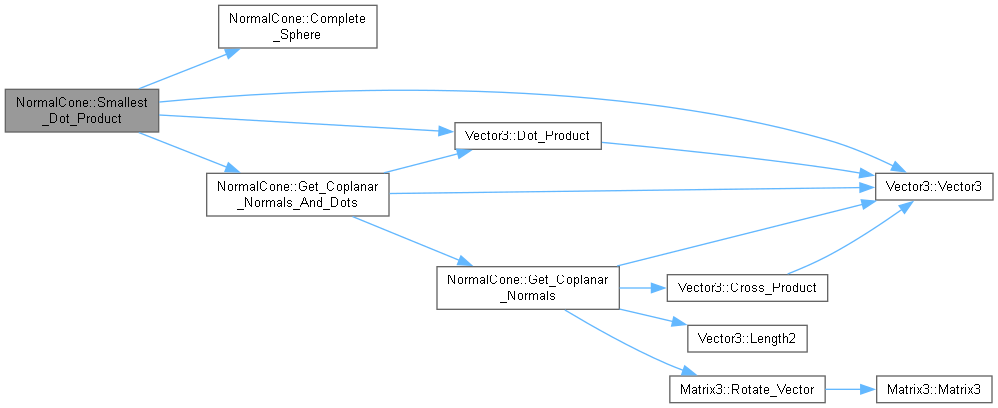 NormalCone::Complete
_Sphere
NormalCone::Smallest
_Dot_Product
Vector3::Dot_Product
NormalCone::Get_Coplanar
_Normals_And_Dots
Vector3::Vector3
NormalCone::Get_Coplanar
_Normals
Vector3::Cross_Product
Vector3::Length2
Matrix3::Rotate_Vector
Matrix3::Matrix3